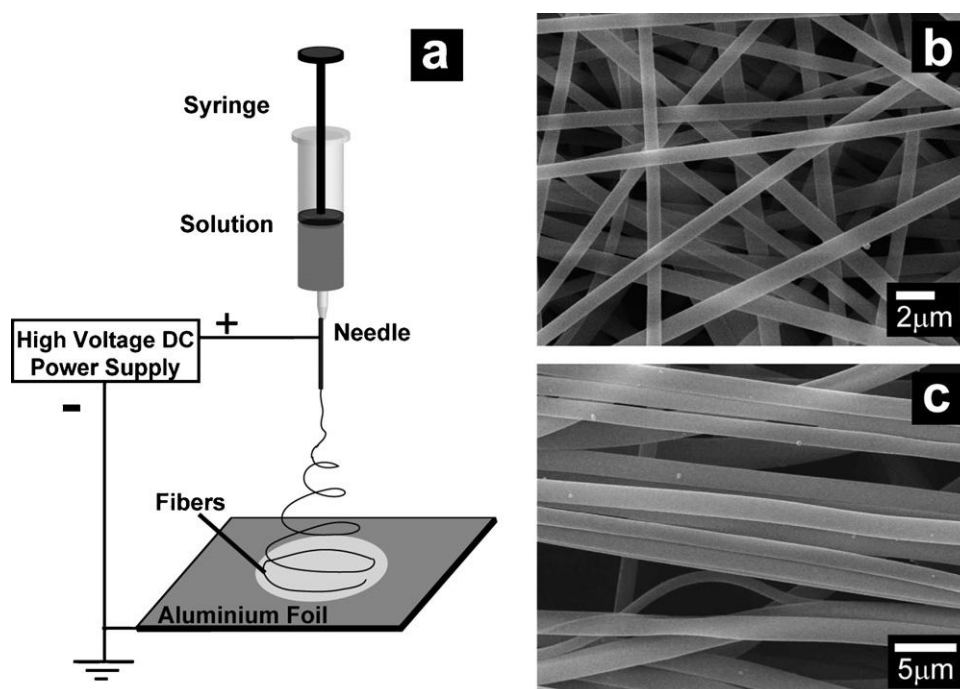 a
Syringe
Solution
+
Needle
High Voltage DC
Power Supply
-
Fibers
Aluminium Foil
b
2μm
c
5μm